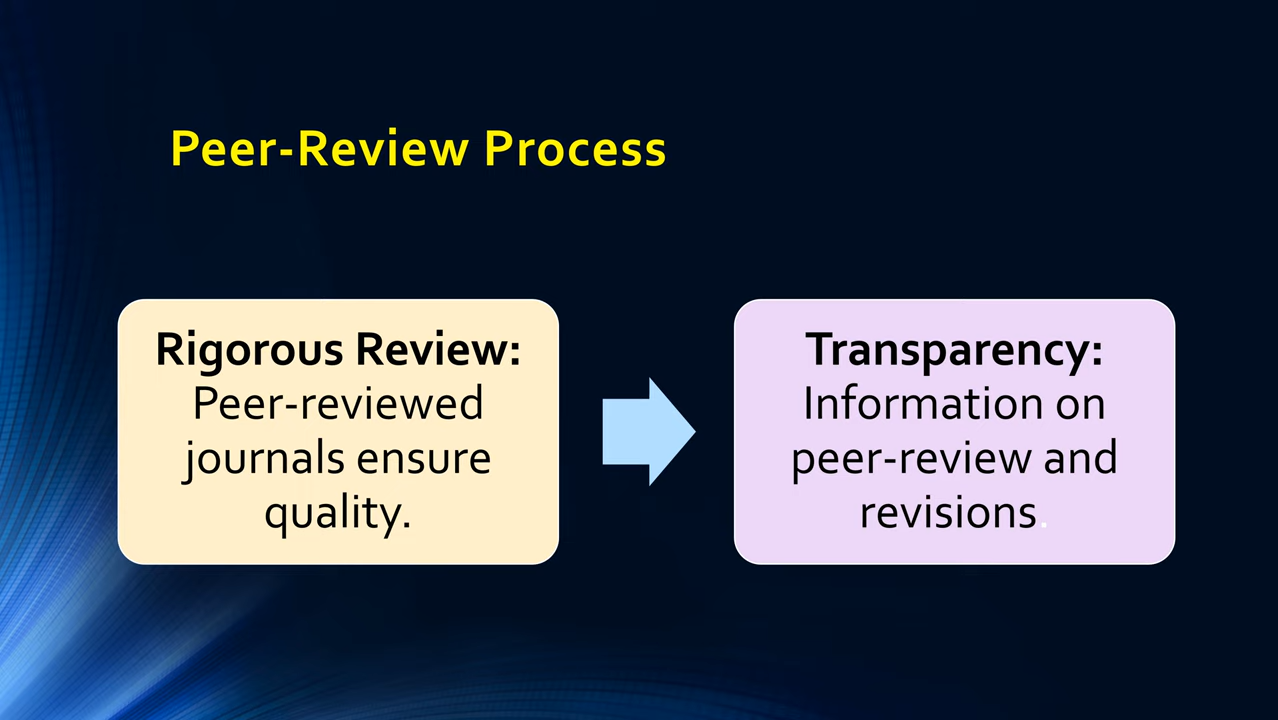 Peer-Review Process
Rigorous Review:
Peer-reviewed
journals ensure
quality.
Transparency:
Information on
peer-review and
revisions.